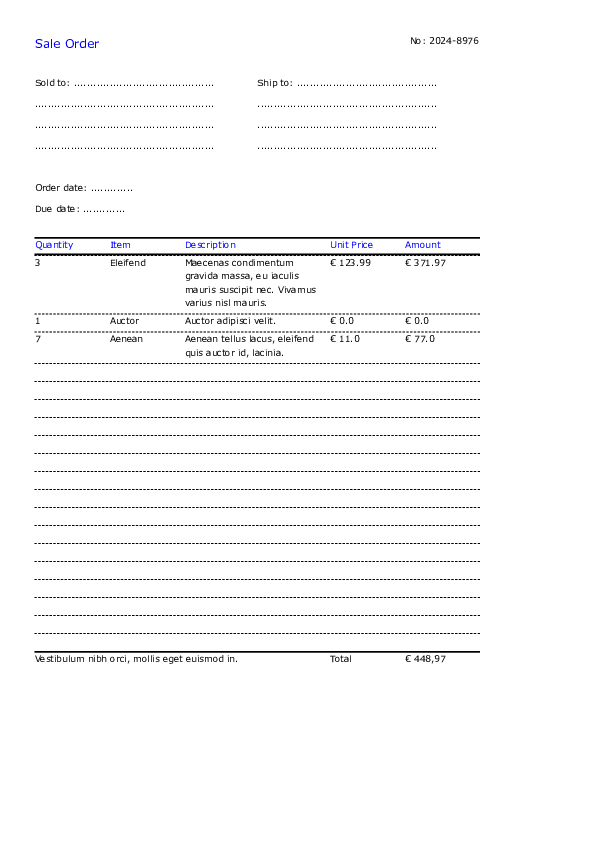 Sale Order
No: 2024-8976
Sold to: ...........................................
Ship to: ...........................................
.......................................................
.......................................................
.......................................................
.......................................................
.......................................................
.......................................................
Order date: .............
Due date: .............
Quantity Item Description Unit Price Amount
3 Eleifend Maecenas condimentum € 123.99 € 371.97
gravida massa, eu iaculis
mauris suscipit nec. Vivamus
varius nisl mauris.
1 Auctor Auctor adipisci velit. € 0.0 € 0.0
7 Aenean Aenean tellus lacus, eleifend € 11.0 € 77.0
quis auctor id, lacinia.
Vestibulum nibh orci, mollis eget euismod in. Total € 448,97